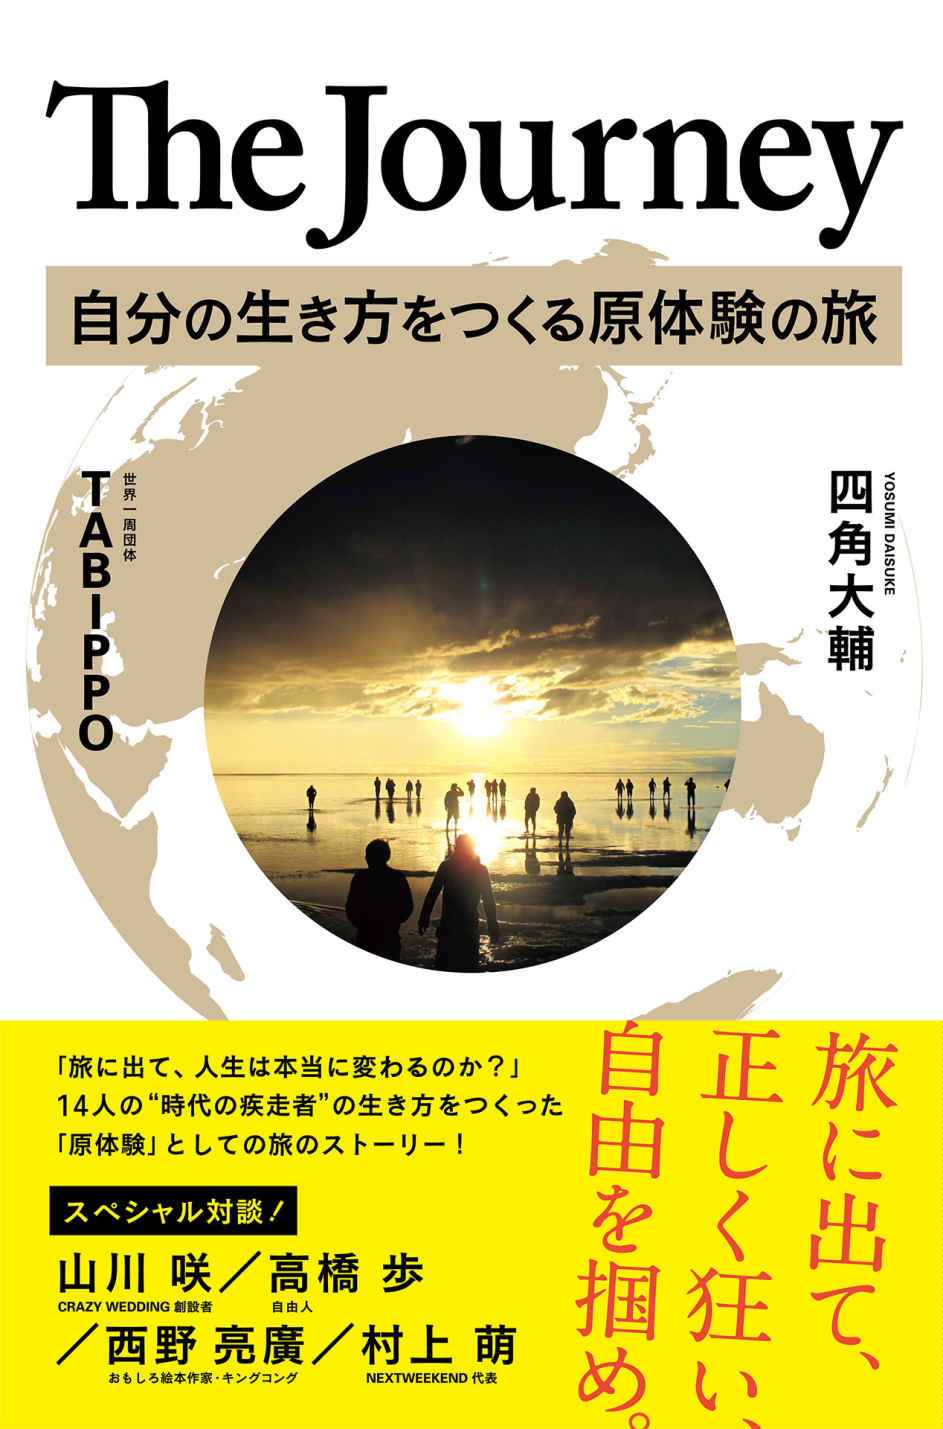 The Journey
自分の生き方をつくる原体験の旅
四角大輔
YOSUMI DAISUKE
世界一周団体
TABIPPO
旅に出て、
正しく狂い、
自由を掴め。
「旅に出て、人生は本当に変わるのか？」
14人の“時代の疾走者”の生き方をつくった
「原体験」としての旅のストーリー！
スペシャル対談！
山川 咲／高橋 歩
CRAZY WEDDING 創設者 自由人
／西野 亮廣／村上 萌
おもしろ絵本作家・キングコング NEXTWEEKEND 代表